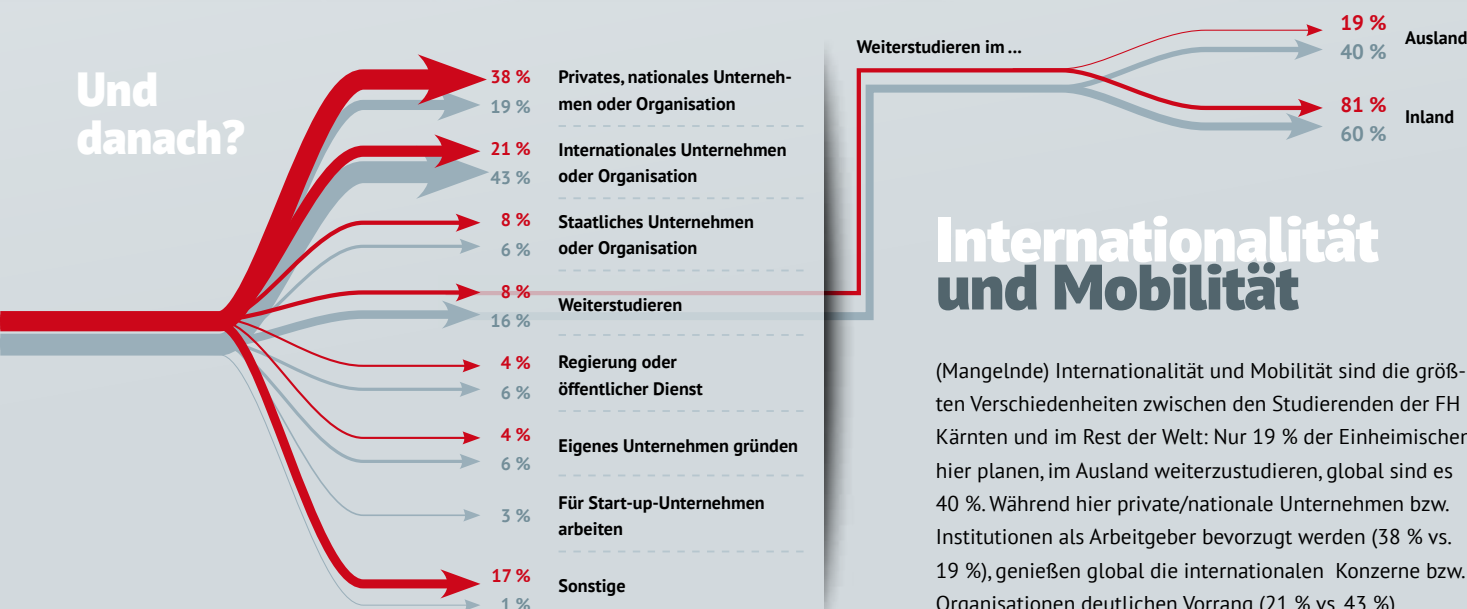 Und
danach?
38 %
19 %
Privates, nationales Unterneh-
men oder Organisation
21 %
43 %
Internationales Unternehmen
oder Organisation
8 %
6 %
Staatliches Unternehmen
oder Organisation
8 %
16 %
Weiterstudieren
4 %
6 %
Regierung oder
öffentlicher Dienst
4 %
6 %
Eigenes Unternehmen gründen
3 %
Für Start-up-Unternehmen
arbeiten
17 %
1 %
Sonstige
Weiterstudieren im ...
19 %
40 %
Ausland
81 %
60 %
Inland
Internationalität
und Mobilität
(Mangelnde) Internationalität und Mobilität sind die größ-
ten Verschiedenheiten zwischen den Studierenden der FH
Kärnten und im Rest der Welt: Nur 19 % der Einheimischen
hier planen, im Ausland weiterzustudieren, global sind es
40 %. Während hier private/nationale Unternehmen bzw.
Institutionen als Arbeitgeber bevorzugt werden (38 % vs.
19 %), genießen global die internationalen Konzerne bzw.
Organisationen deutlichen Vorrang (21 % vs. 43 %).